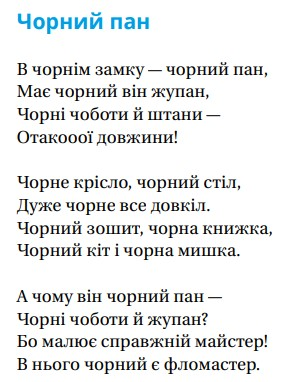 Чорний пан
В чорнім замку — чорний пан,
Має чорний він жупан,
Чорні чоботи й штани —
Отакооої довжини!
Чорне крісло, чорний стіл,
Дуже чорне все довкіл.
Чорний зошит, чорна книжка,
Чорний кіт і чорна мишка.
А чому він чорний пан —
Чорні чоботи й жупан?
Бо малює справжній майстер!
В нього чорний є фломастер.